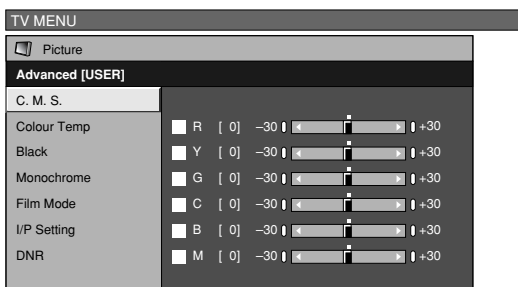 TV MENU
Picture
Advanced [USER]
C. M. S.
Colour Temp R [ 0] –30 +30
Black Y [ 0] –30 +30
Monochrome G [ 0] –30 +30
Film Mode C [ 0] –30 +30
I/P Setting B [ 0] –30 +30
DNR M [ 0] –30 +30